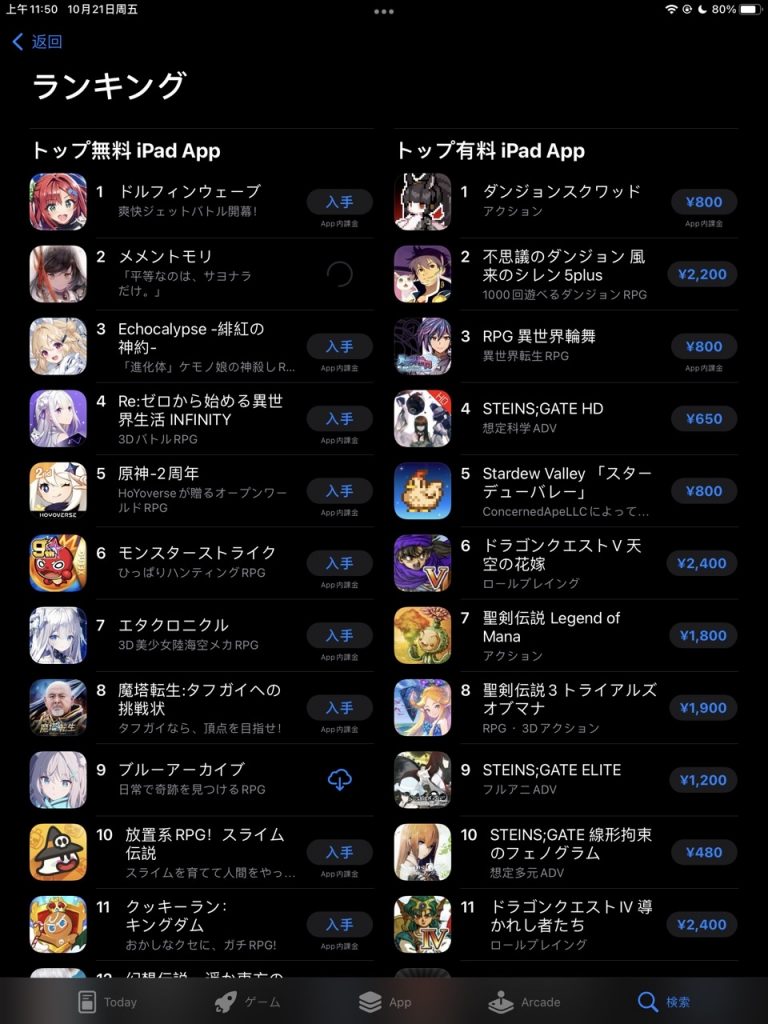 上午11:50 10月21日周五
80%
返回
ランキング
トップ無料 iPad App
1 ドルフィンウェーブ
爽快ジェットバトル開幕!
入手
App内課金
2 メメントモリ
「平等なのは、サヨナラ
だけ。」
3 Echocalypse -緋紅の
神約-
「進化体」ケモノ娘の神殺しR...
入手
App内課金
4 Re:ゼロから始める異世
界生活 INFINITY
3DバトルRPG
入手
App内課金
HOYOVERSE
5 原神-2周年
HoYoverseが贈るオープンワー
ルドRPG
入手
App内課金
6 モンスターストライク
ひっぱりハンティングRPG
入手
App内課金
7 エタクロニクル
3D美少女陸海空メカRPG
入手
App内課金
魔塔転生
8 魔塔転生:タフガイへの
挑戦状
タフガイなら、頂点を目指せ!
入手
App内課金
9 ブルーアーカイブ
日常で奇跡を見つけるRPG
10 放置系RPG! スライム
伝説
スライムを育てて人間をやっ...
入手
App内課金
11 クッキーラン:
キングダム
おかしなクセに、ガチRPG!
入手
App内課金
トップ有料 iPad App
1 ダンジョンスクワッド
アクション
¥800
App内課金
2 不思議のダンジョン 風
来のシレン5plus
1000回遊べるダンジョンRPG
¥2,200
3 RPG 異世界輪舞
異世界転生RPG
¥800
App内課金
HD
4 STEINS;GATE HD
想定科学ADV
¥650
5 Stardew Valley 「スター
デューバレー」
ConcernedApeLLCによって...
¥800
V
6 ドラゴンクエストV 天
空の花嫁
ロールプレイング
¥2,400
7 聖剣伝説 Legend of
Mana
アクション
¥1,800
8 聖剣伝説3 トライアルズ
オブマナ
RPG・3Dアクション
¥1,900
9 STEINS;GATE ELITE
フルアニADV
¥1,200
10 STEINS;GATE 線形拘束
のフェノグラム
想定多元ADV
¥480
IV
11 ドラゴンクエストIV 導
かれし者たち
ロールプレイング
¥2,400
Today
ゲーム
App
Arcade
検索